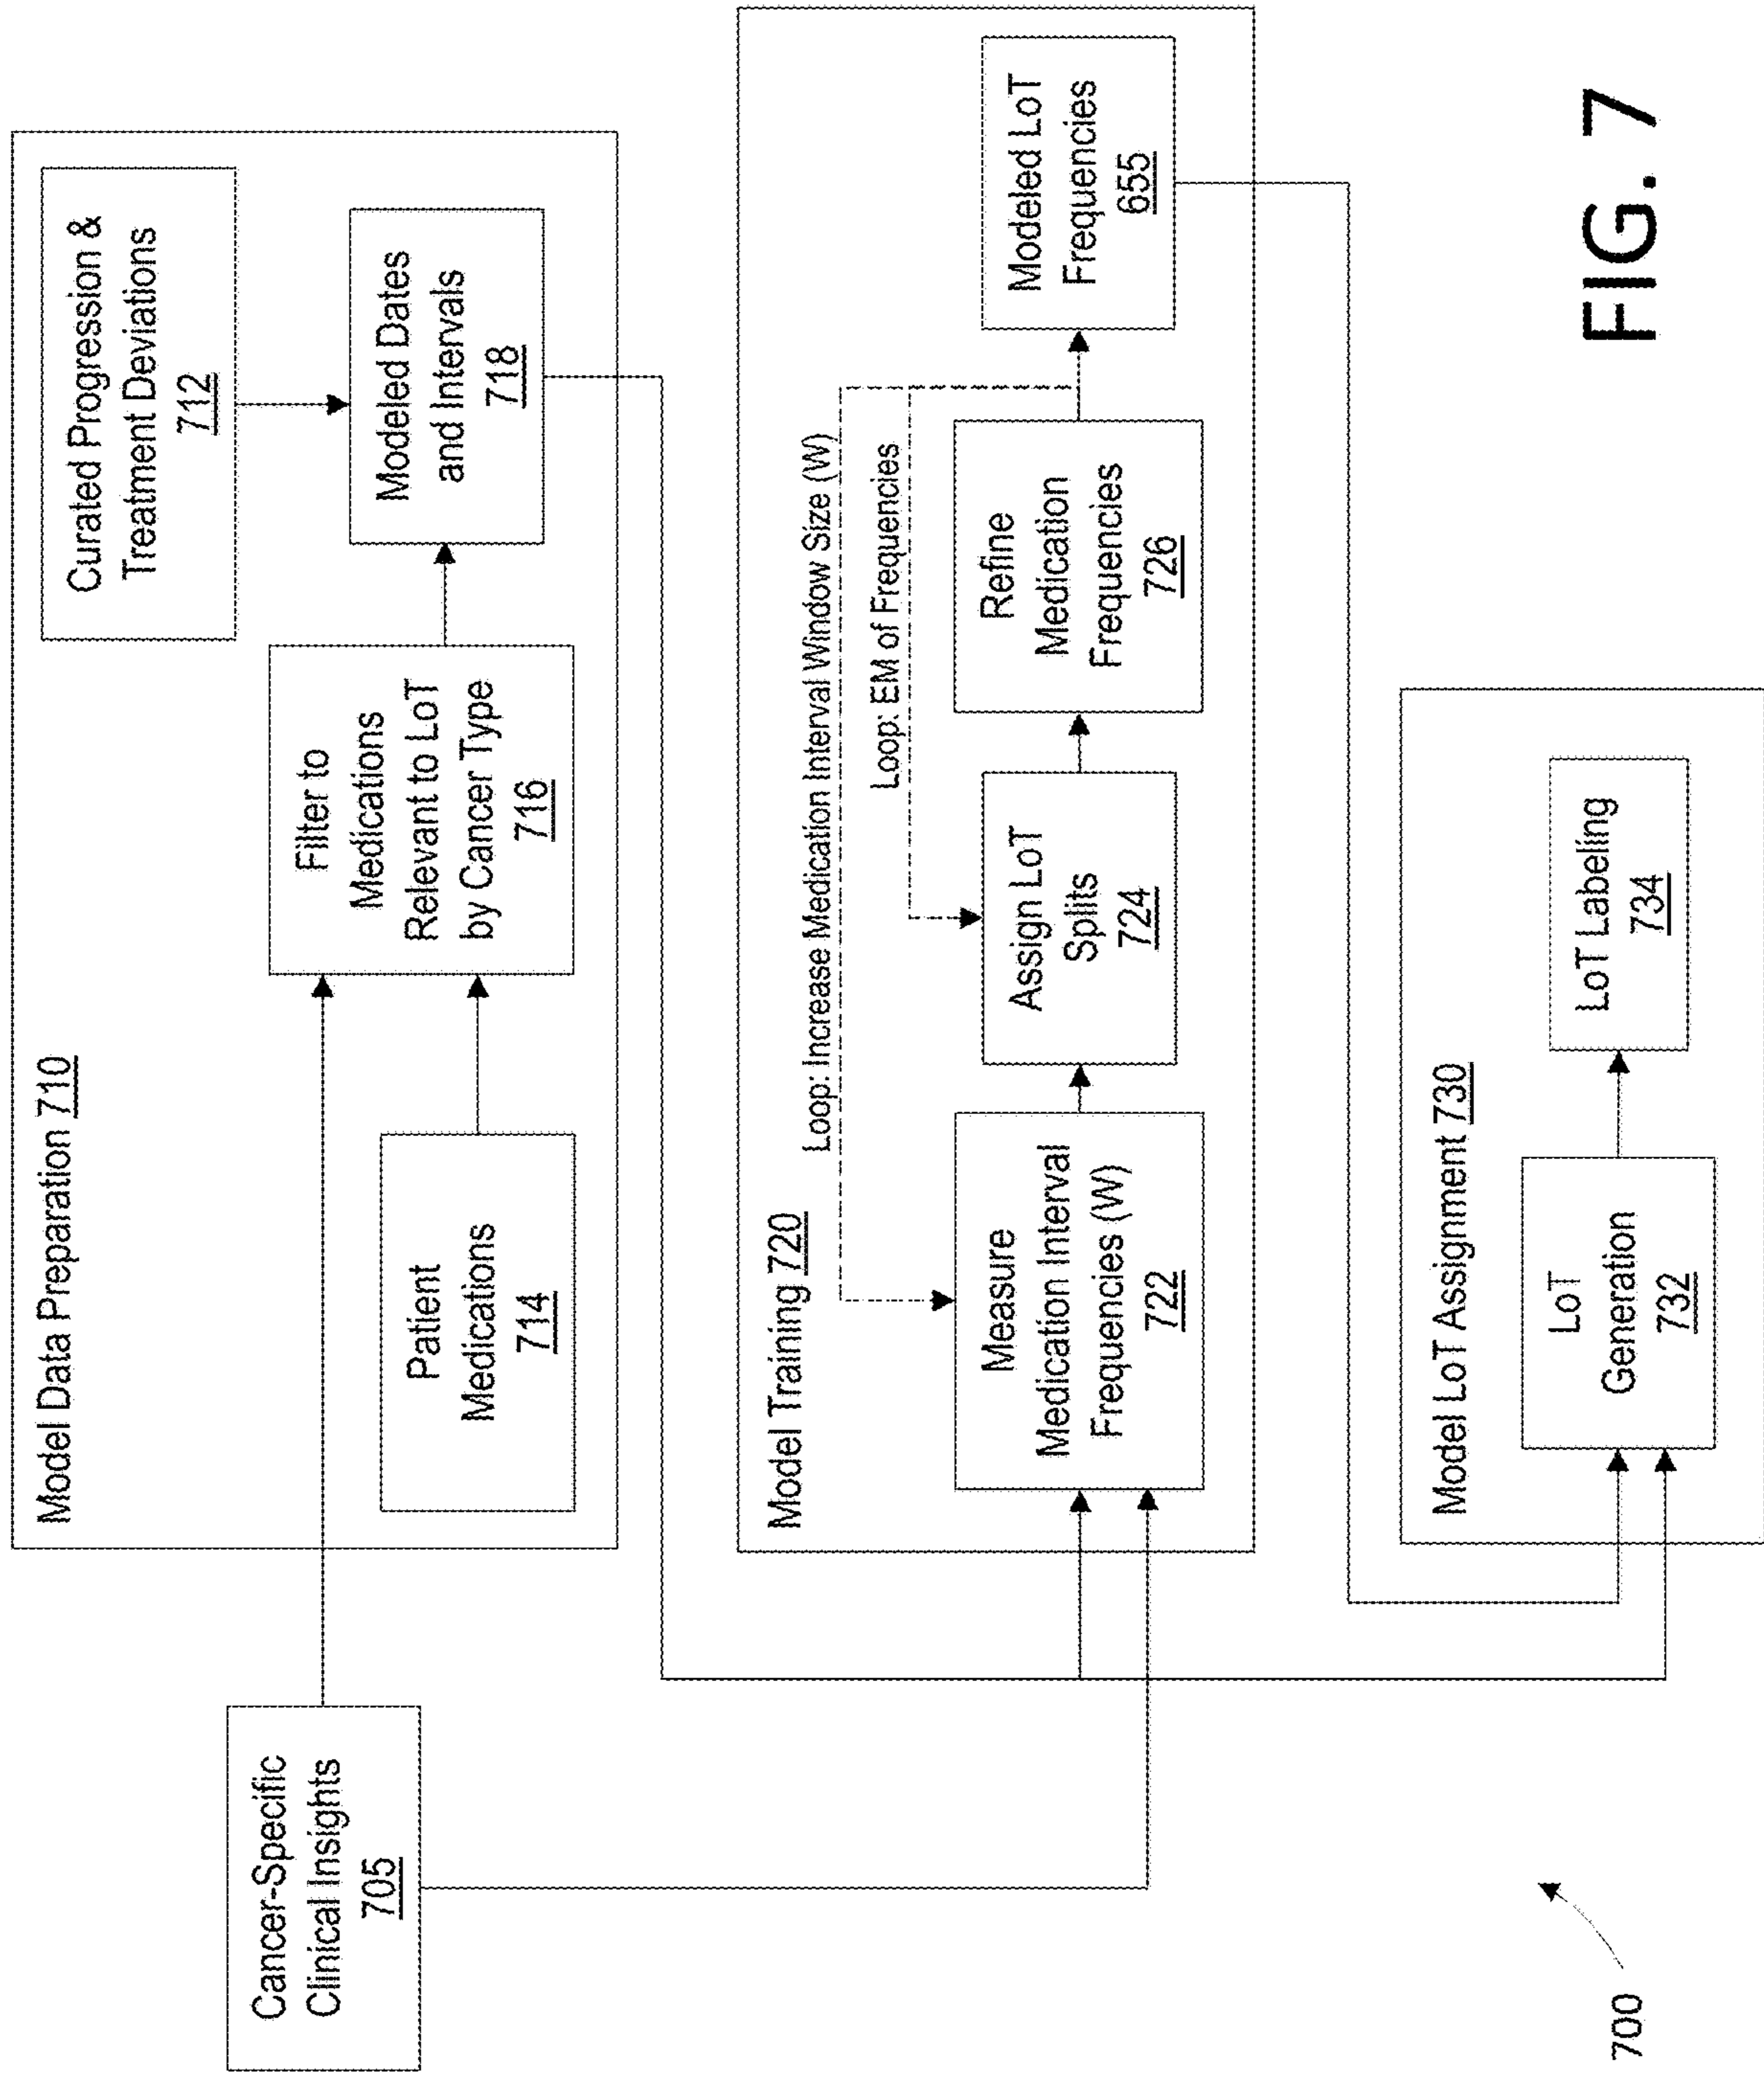 Cancer-Specific
Clinical Insights
705
Model Data Preparation 710
Patient
Medications
714
Filter to
Medications
Relevant to LoT
by Cancer Type
716
Curated Progression &
Treatment Deviations
712
Modeled Dates
and Intervals
718
Model Training 720
Loop: Increase Medication Interval Window Size (W)
Loop: EM of Frequencies
Measure
Medication Interval
Frequencies (W)
722
Assign LoT
Splits
724
Refine
Medication
Frequencies
726
Modeled LoT
Frequencies
655
Model LoT Assignment 730
LoT
Generation
732
LoT Labeling
734
700
FIG. 7